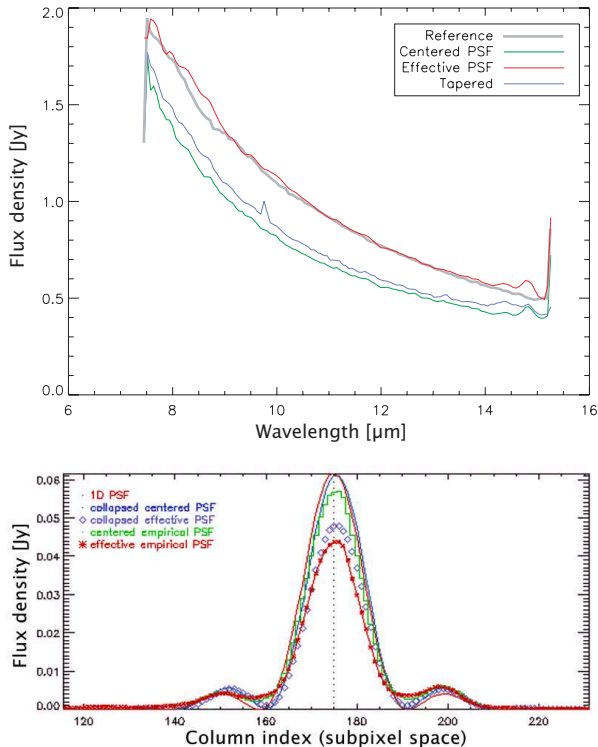 2.0
1.5
1.0
0.5
0.0
Flux density [Jy]
Reference
Centered PSF
Effective PSF
Tapered
6 8 10 12 14 16
Wavelength [µm]
0.06
0.05
0.04
0.03
0.02
0.01
0.00
Flux density [Jy]
1D PSF
collapsed centered PSF
collapsed effective PSF
centered empirical PSF
effective empirical PSF
120 140 160 180 200 220
Column index (subpixel space)